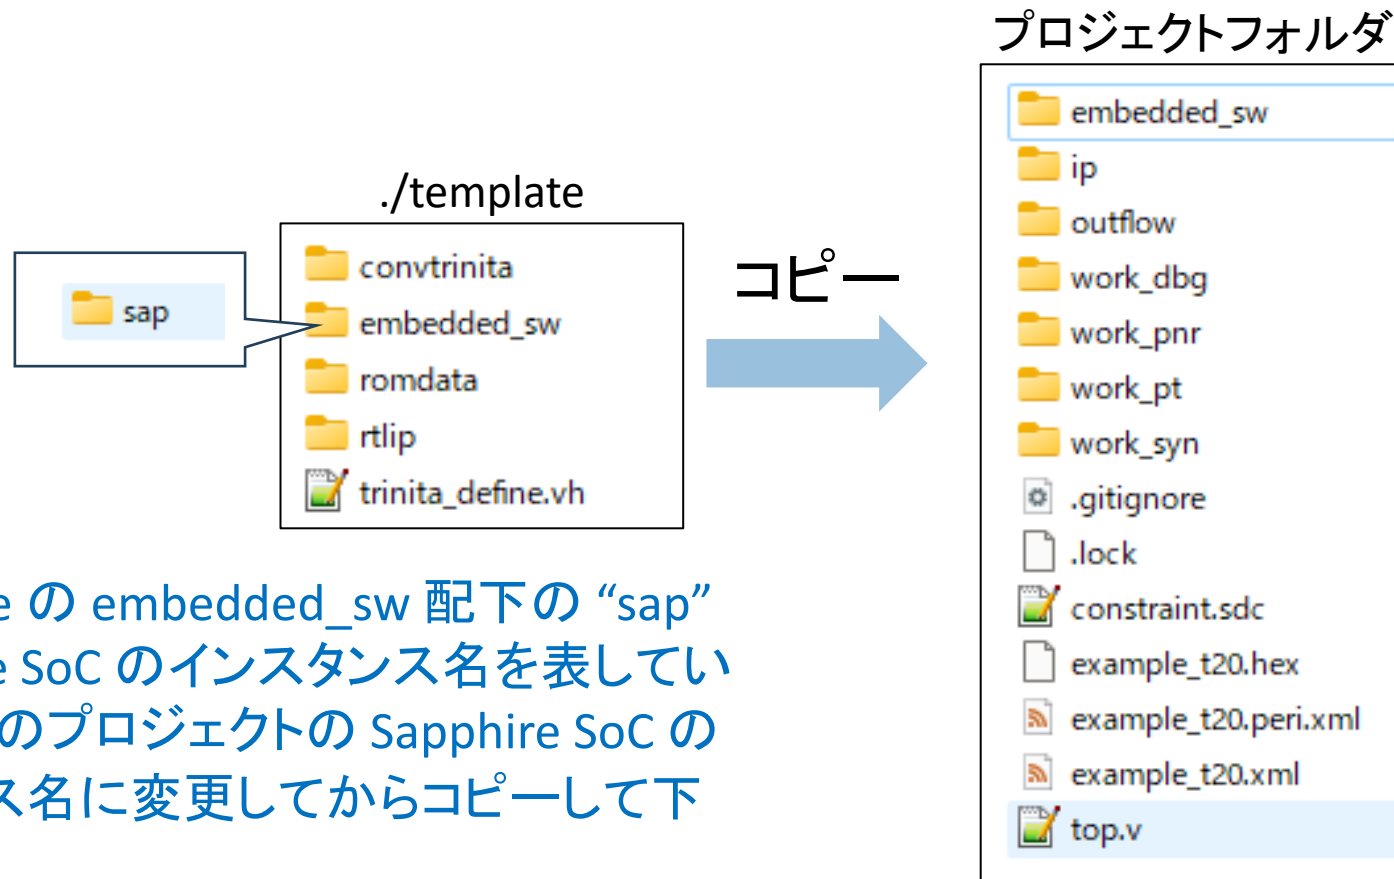 プロジェクトフォルダ
./template
sap
convtrinita
embedded_sw
romdata
rtlip
trinita_define.vh
コピー
embedded_sw
ip
outflow
work_dbg
work_pnr
work_pt
work_syn
.gitignore
.lock
constraint.sdc
example_t20.hex
example_t20.peri.xml
example_t20.xml
top.v
e の embedded_sw 配下の “sap”
e SoC のインスタンス名を表してい
のプロジェクトの Sapphire SoC の
ス名に変更してからコピーして下